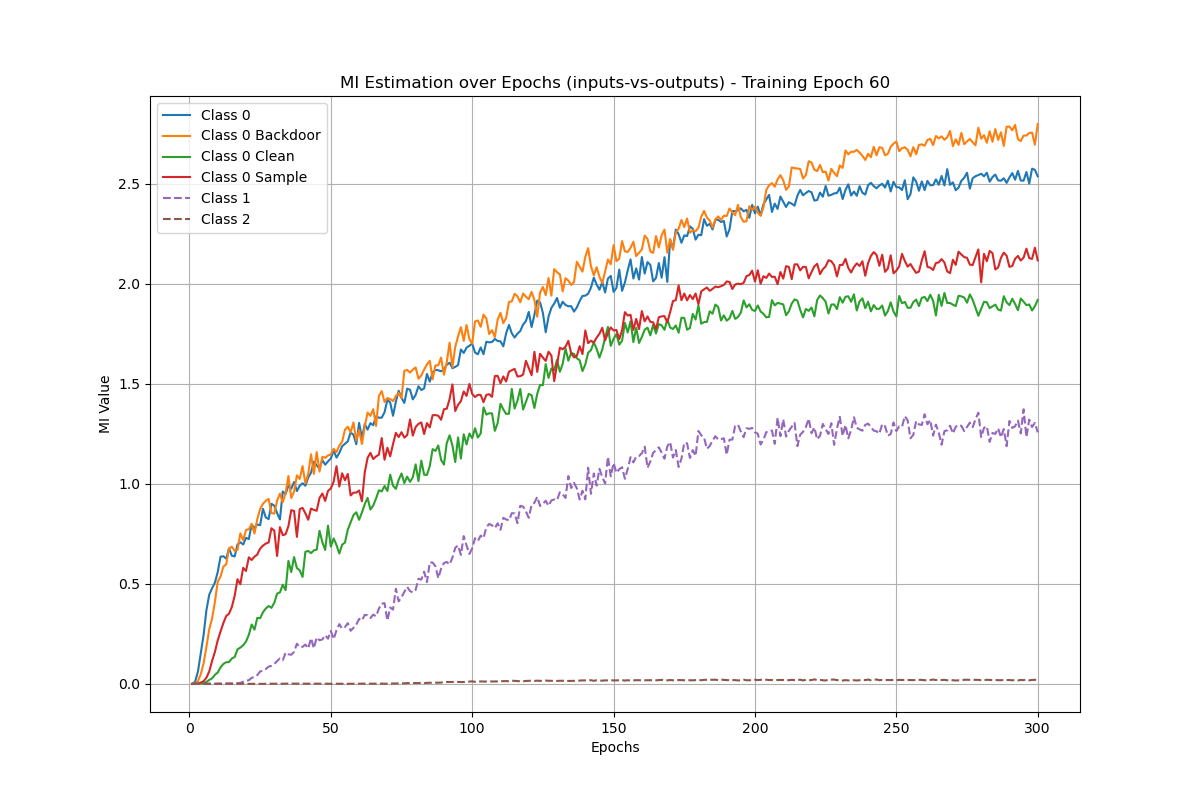 MI Estimation over Epochs (inputs-vs-outputs) - Training Epoch 60
Class 0
Class 0 Backdoor
Class 0 Clean
Class 0 Sample
Class 1
Class 2
MI Value
2.5
2.0
1.5
1.0
0.5
0.0
0 50 100 150 200 250 300
Epochs